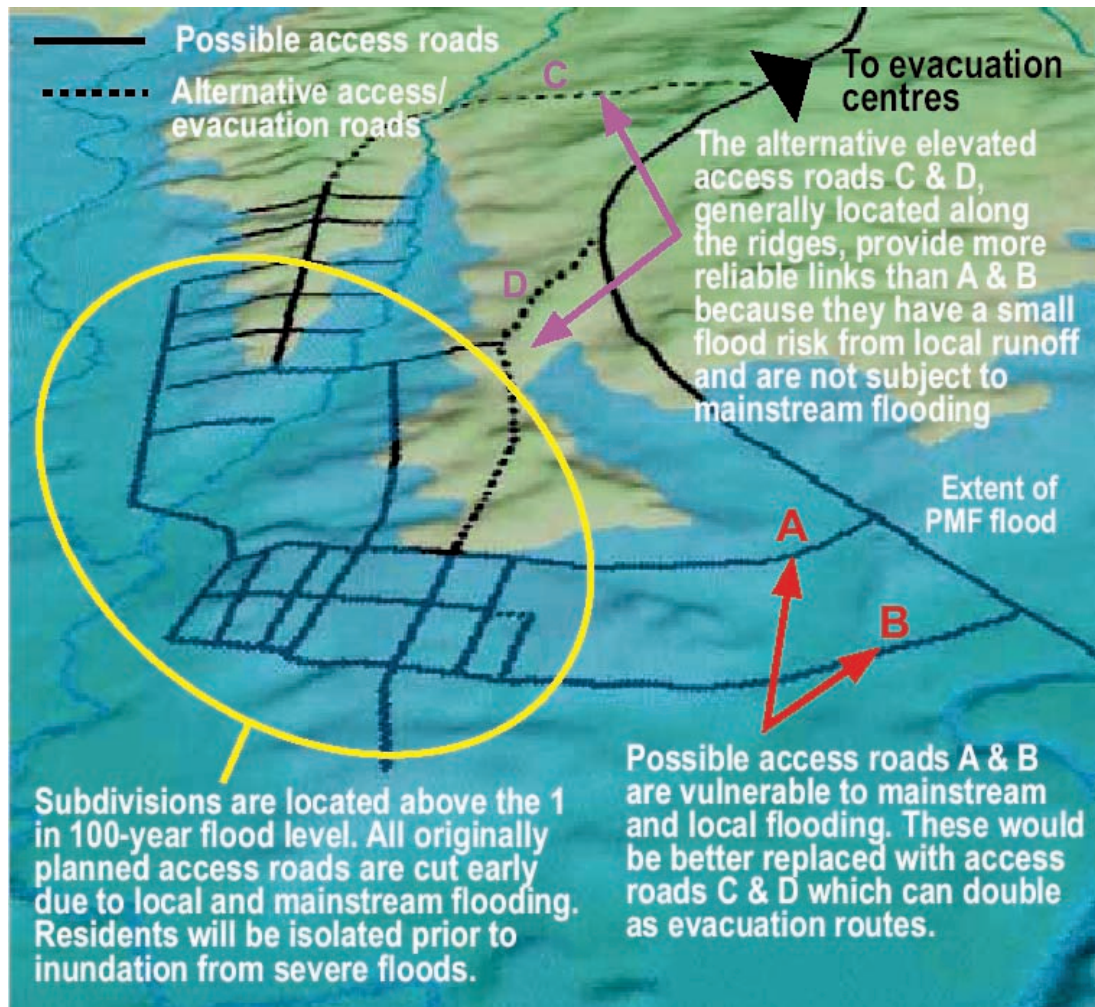 Possible access roads
Alternative access/
evacuation roads
C
To evacuation
centres
The alternative elevated
access roads C & D,
generally located along
the ridges, provide more
reliable links than A & B
because they have a small
flood risk from local runoff
and are not subject to
mainstream flooding
D
Extent of
PMF flood
A
B
Subdivisions are located above the 1
in 100-year flood level. All originally
planned access roads are cut early
due to local and mainstream flooding.
Residents will be isolated prior to
inundation from severe floods.
Possible access roads A & B
are vulnerable to mainstream
and local flooding. These would
be better replaced with access
roads C & D which can double
as evacuation routes.